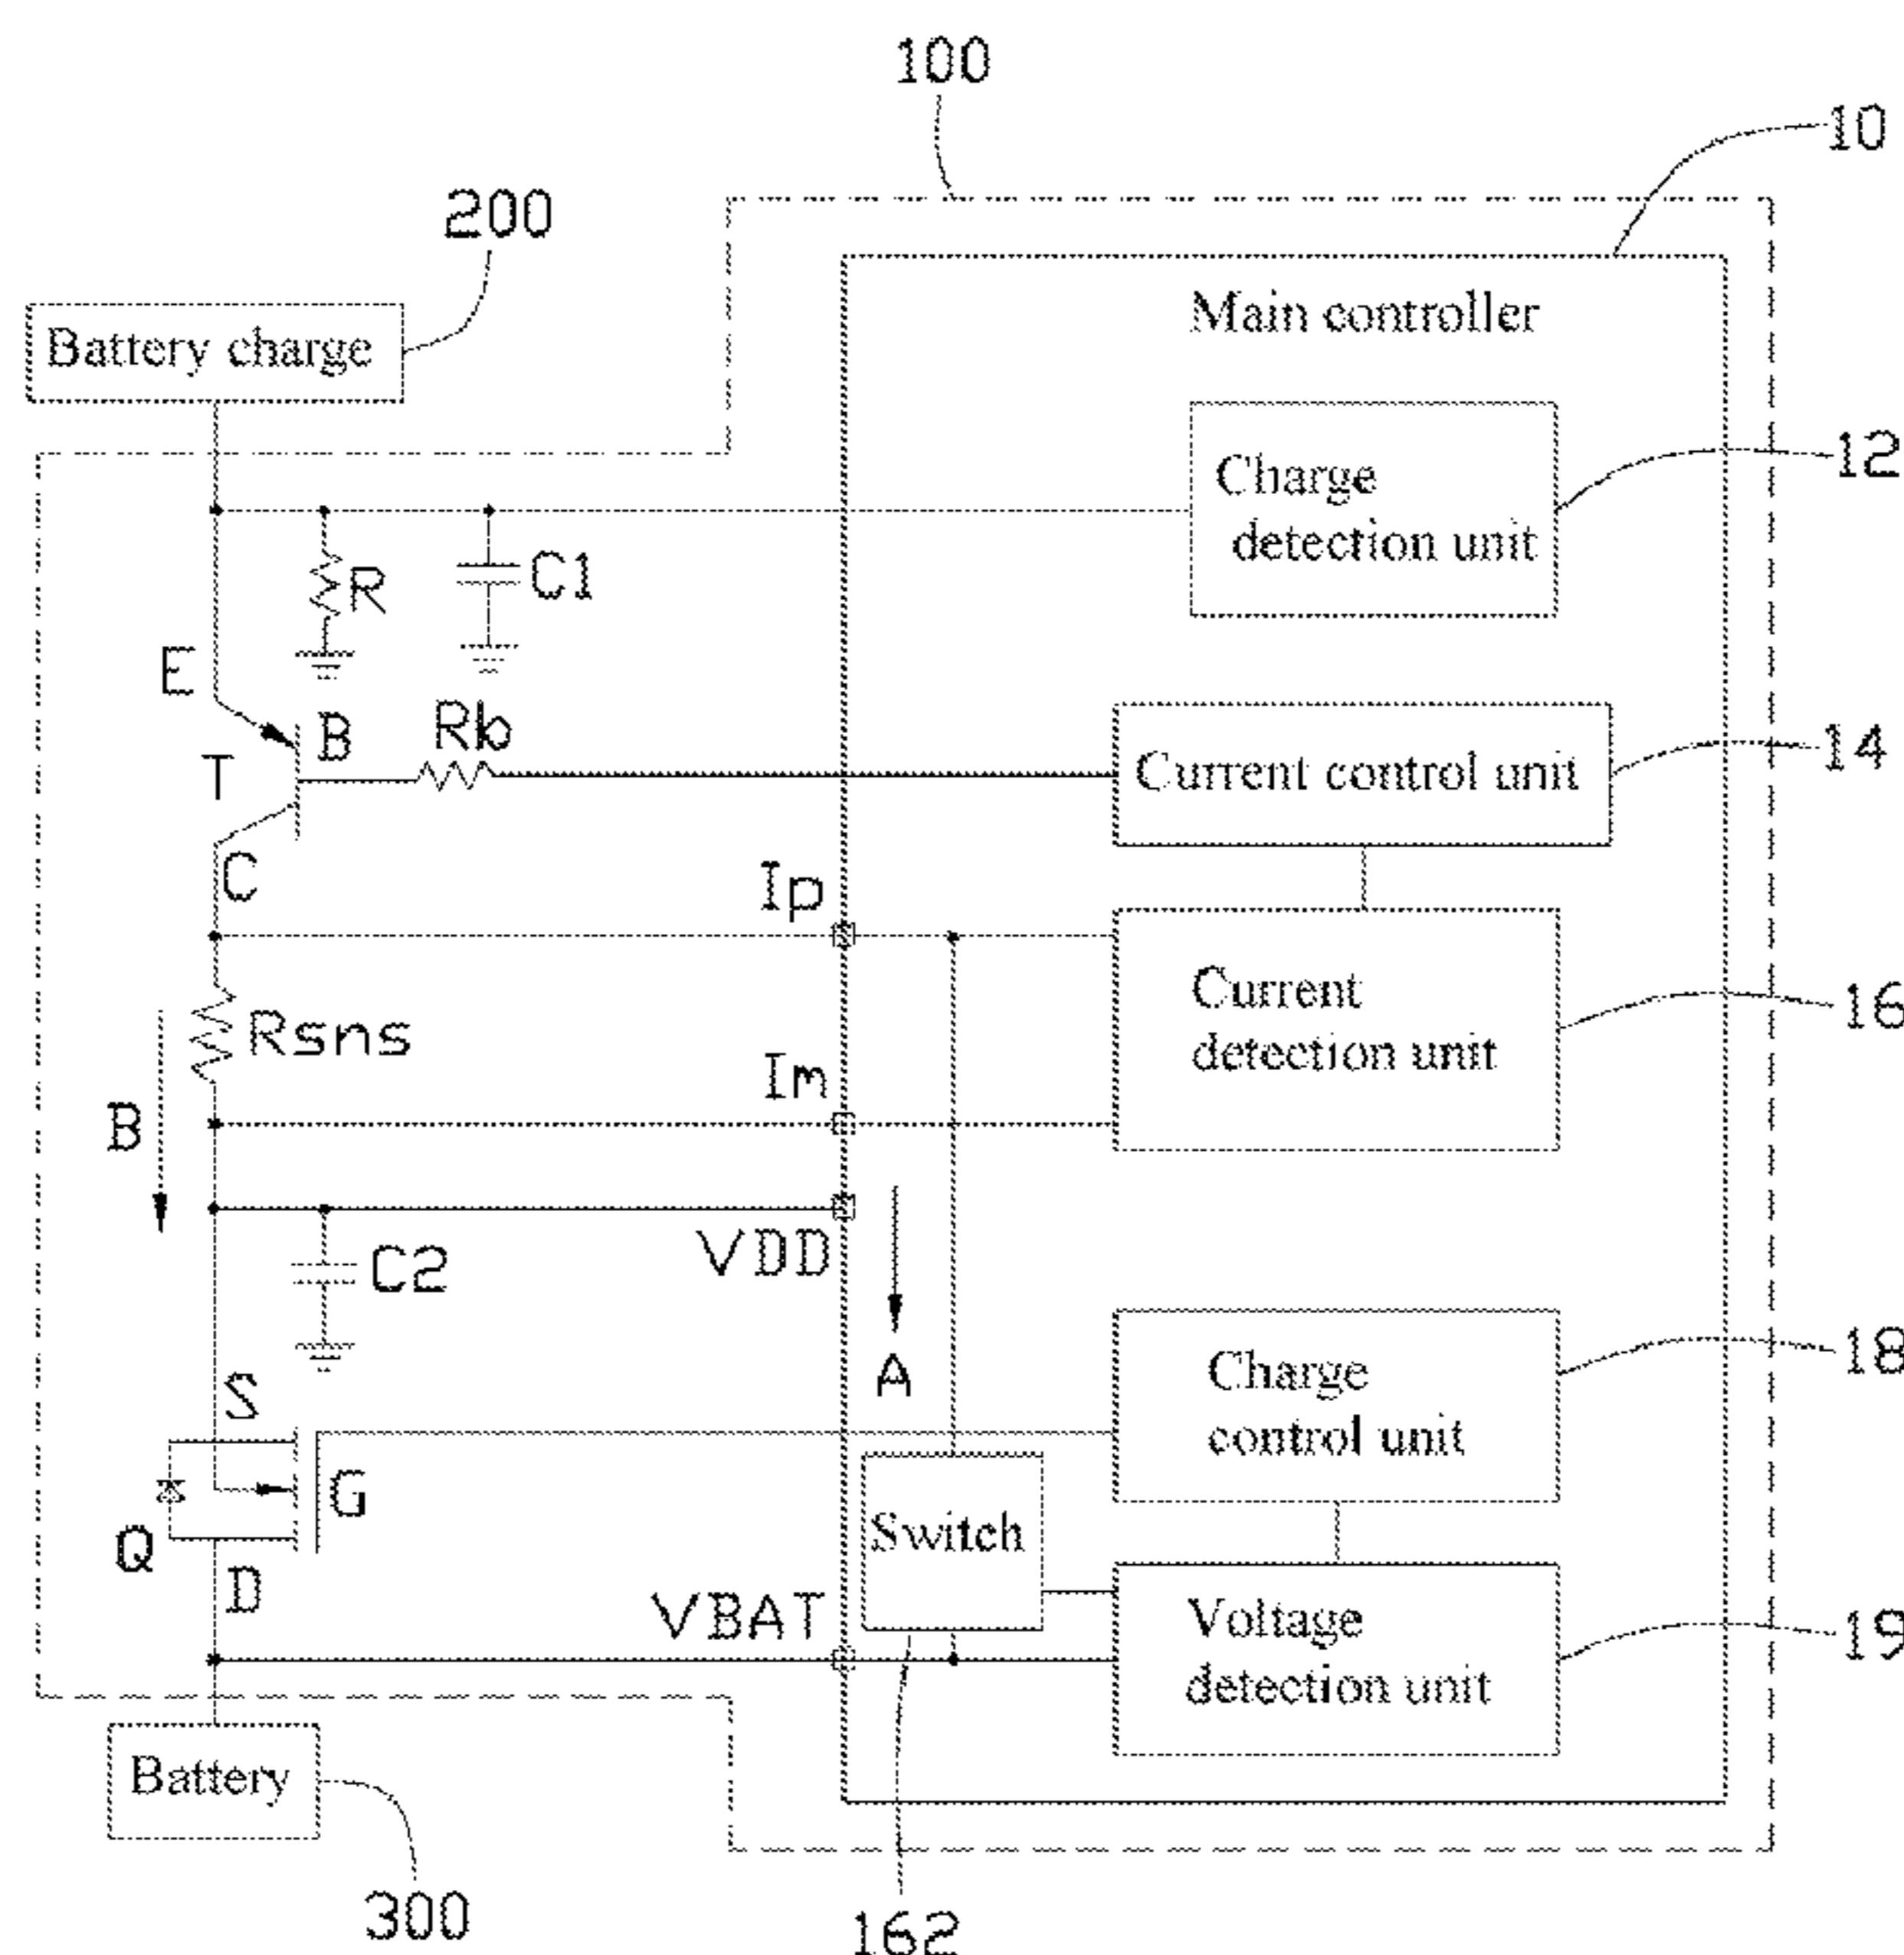 100
10
200
Main controller
Battery charge
Charge
detection unit
12
R
C1
E
B
Rb
T
Current control unit
14
C
Ip
Current
detection unit
16
Rsns
Im
B
VDD
C2
A
Charge
control unit
18
S
G
Switch
Q
D
VBAT
Voltage
detection unit
19
Battery
300
162